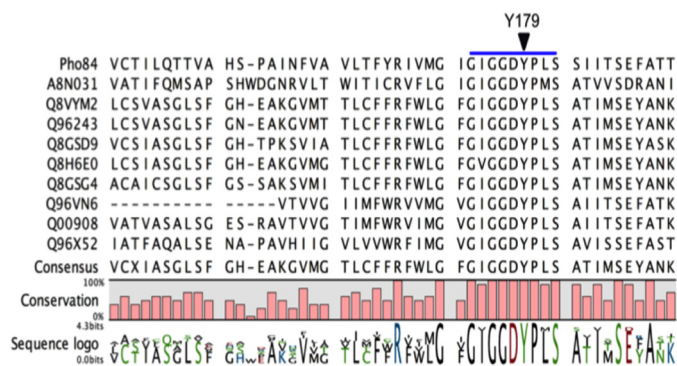 Y179
Pho84 VCTILQTTVA HS-PAINFVA VLTFYRIVMG IGIGGDYPLS SIITSEFATT
A8N031 VATIFQMSAP SHWDGNRVLT WITICRVFLG IGIGGDYPMS ATVVSDRANI
Q8VYM2 LCSVASGLSF GH-EAKGVMT TLCFFRFWLG FGIGGDYPLS ATIMSEYANK
Q96243 LCSVASGLSF GN-EAKGVMT TLCFFRFWLG FGIGGDYPLS ATIMSEYANK
Q8GSD9 VCSIASGLSF GH-TPKSVIA TLCFFRFWLG FGIGGDYPLS ATIMSEYASK
Q8H6E0 LCSIASGLSF GH-EAKGVMG TLCFFRFWLG FGVGGDYPLS ATIMSEYANK
Q8GSG4 ACAICSGLSF GS-SAKSVMI TLCFFRFWLG FGIGGDYPLS ATIMSEYANK
Q96VN6 ---------- -----VTVVG IIMFWRVVMG VGIGGDYPLS AIITSEFATK
Q00908 VATVASALSG ES-RAVTVVG TIMFWRVIMG VGIGGDYPLS AIITSEFATK
Q96X52 IATFAQALSE NA-PAVHIIG VLVVWRFIMG VGIGGDYPLS AVISSEFAST
Consensus VCXIASGLSF GH-EAKGVMG TLCFFRFWLG FGIGGDYPLS ATIMSEYANK
100%
Conservation
0%
4.3bits
Sequence logo
0.0bits